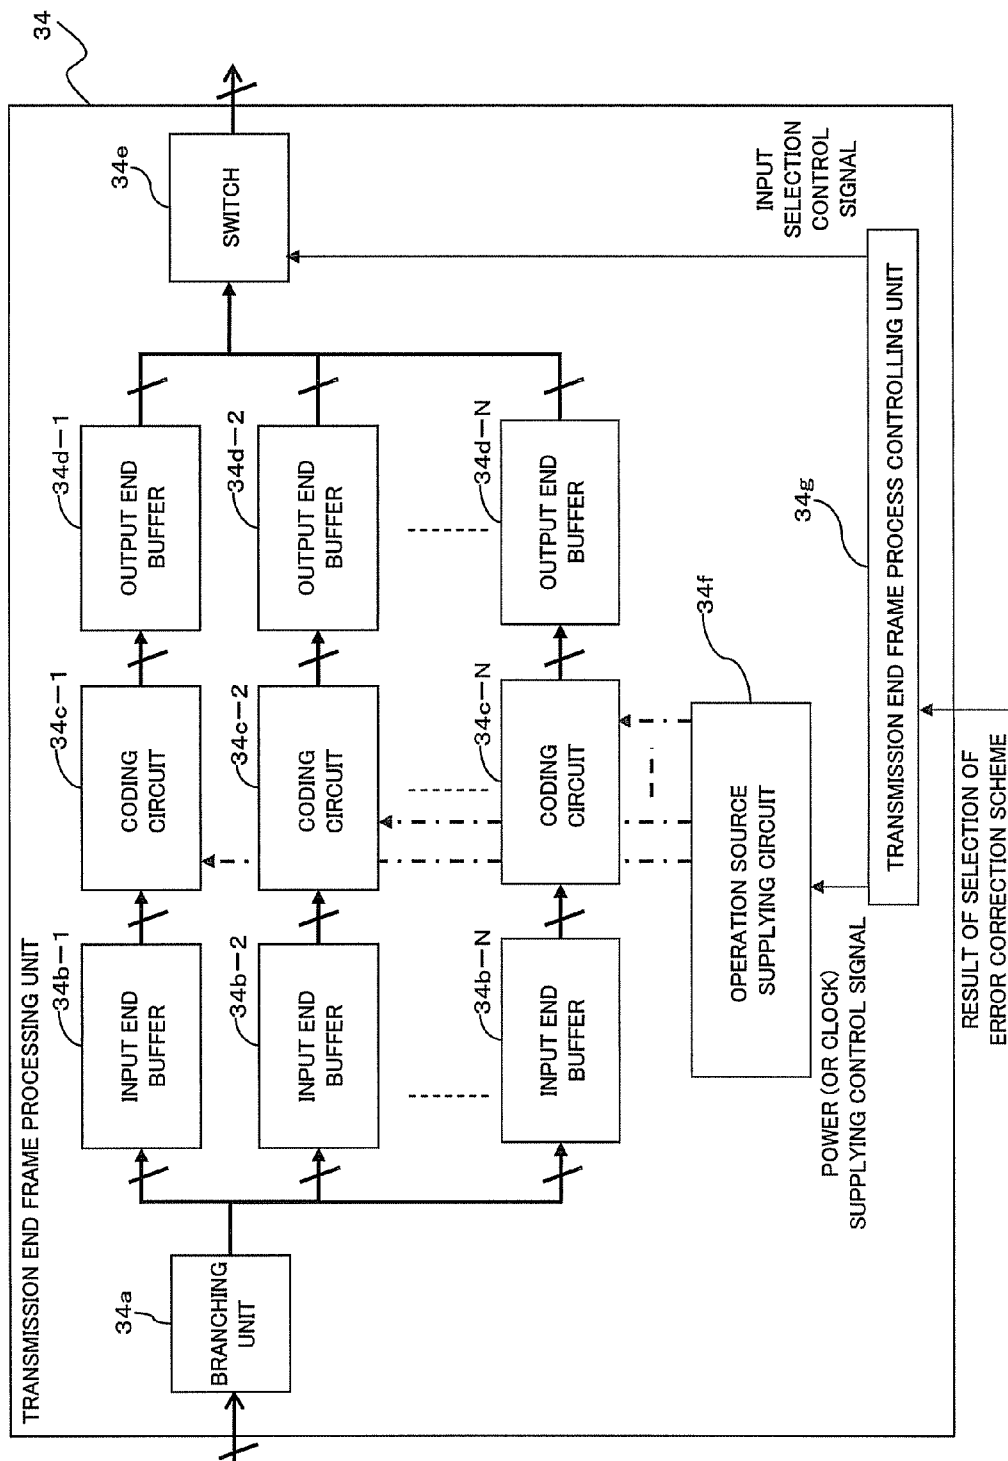 34
TRANSMISSION END FRAME PROCESSING UNIT
34a
BRANCHING
UNIT
34b-1
INPUT END
BUFFER
34c-1
CODING
CIRCUIT
34d-1
OUTPUT END
BUFFER
34e
SWITCH
34b-2
INPUT END
BUFFER
34c-2
CODING
CIRCUIT
34d-2
OUTPUT END
BUFFER
34b-N
INPUT END
BUFFER
34c-N
CODING
CIRCUIT
34d-N
OUTPUT END
BUFFER
34f
OPERATION SOURCE
SUPPLYING CIRCUIT
INPUT
SELECTION
CONTROL
SIGNAL
POWER (OR CLOCK)
SUPPLYING CONTROL SIGNAL
34g
TRANSMISSION END FRAME PROCESS CONTROLLING UNIT
RESULT OF SELECTION OF
ERROR CORRECTION SCHEME